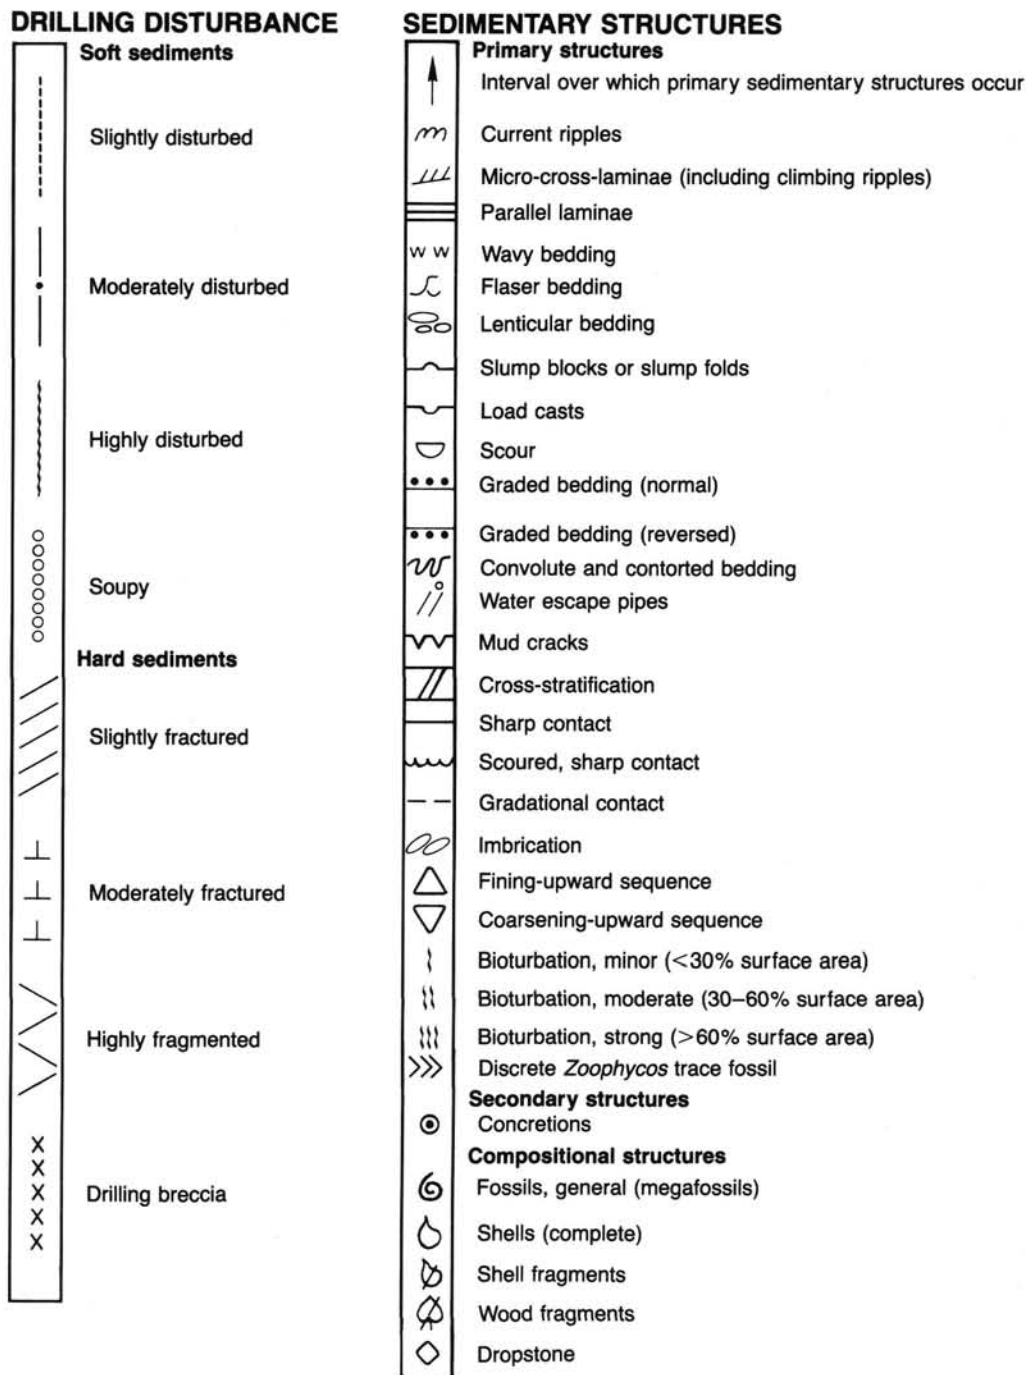 DRILLING DISTURBANCE
Soft sediments
Slightly disturbed
Moderately disturbed
Highly disturbed
Soupy
Hard sediments
Slightly fractured
Moderately fractured
Highly fragmented
Drilling breccia
SEDIMENTARY STRUCTURES
Primary structures
Interval over which primary sedimentary structures occur
Current ripples
Micro-cross-laminae (including climbing ripples)
Parallel laminae
Wavy bedding
Flaser bedding
Lenticular bedding
Slump blocks or slump folds
Load casts
Scour
Graded bedding (normal)
Graded bedding (reversed)
Convolute and contorted bedding
Water escape pipes
Mud cracks
Cross-stratification
Sharp contact
Scoured, sharp contact
Gradational contact
Imbrication
Fining-upward sequence
Coarsening-upward sequence
Bioturbation, minor (<30% surface area)
Bioturbation, moderate (30–60% surface area)
Bioturbation, strong (>60% surface area)
Discrete Zoophycos trace fossil
Secondary structures
Concretions
Compositional structures
Fossils, general (megafossils)
Shells (complete)
Shell fragments
Wood fragments
Dropstone